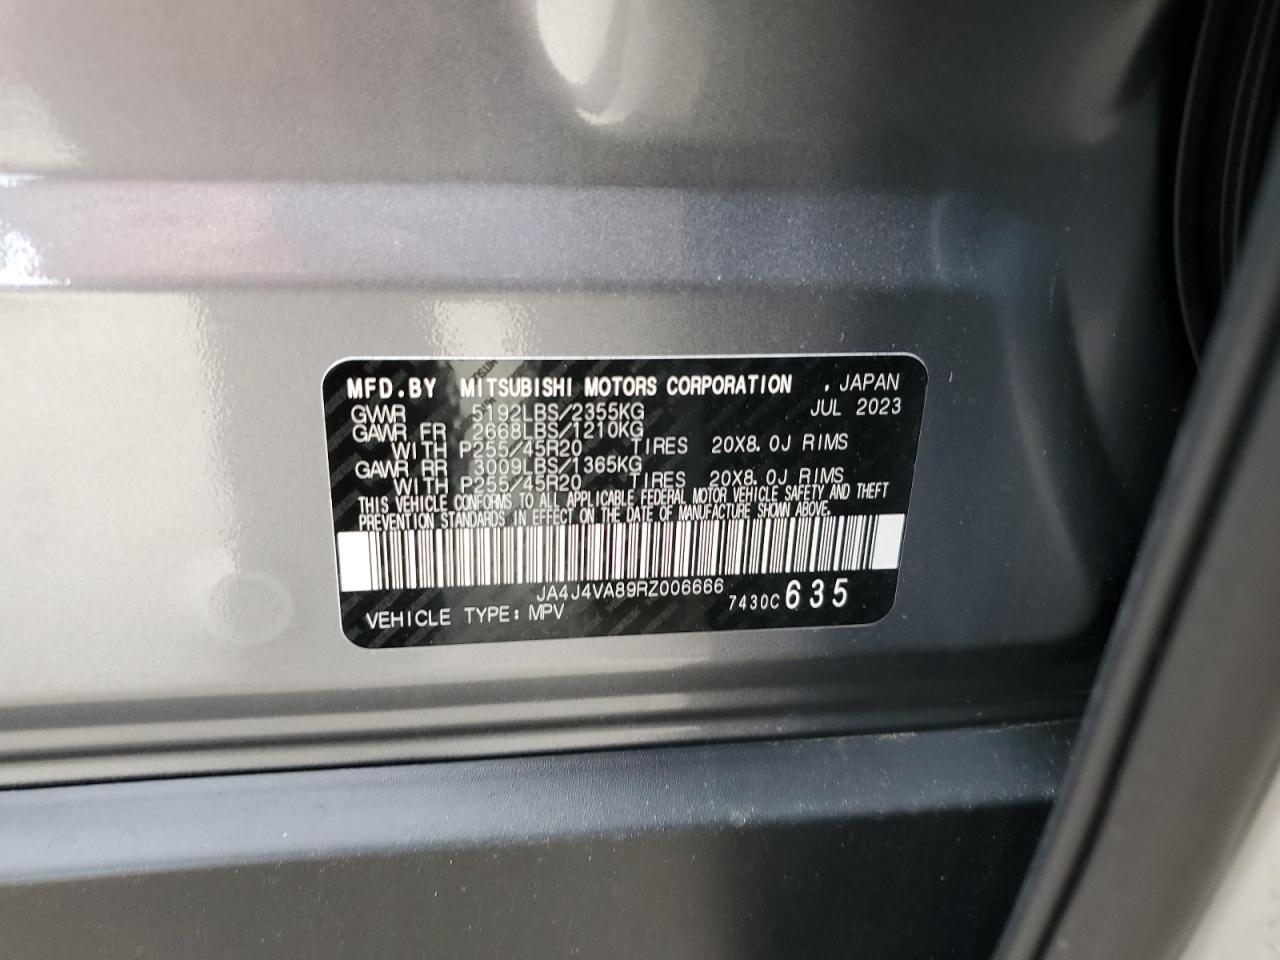 MFD.BY MITSUBISHI MOTORS CORPORATION , JAPAN
GVWR 5192LBS/2355KG JUL 2023
GAWR FR 2668LBS/1210KG
WITH P255/45R20 TIRES 20X8.0J RIMS
GAWR RR 3009LBS/1365KG
WITH P255/45R20 TIRES 20X8.0J RIMS
THIS VEHICLE CONFORMS TO ALL APPLICABLE FEDERAL MOTOR VEHICLE SAFETY AND THEFT
PREVENTION STANDARDS IN EFFECT ON THE DATE OF MANUFACTURE SHOWN ABOVE.
JA4J4VA89RZ006666
VEHICLE TYPE: MPV 7430C 635